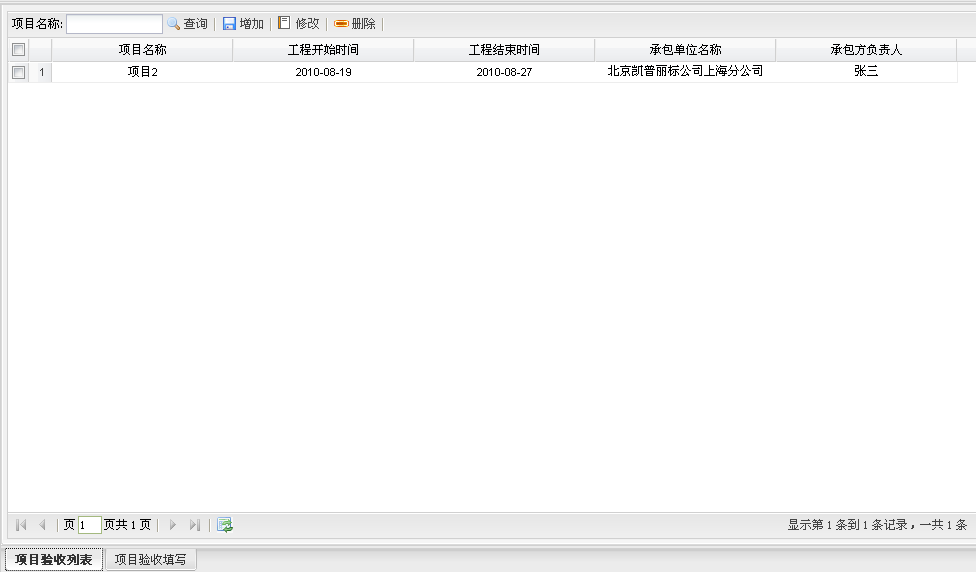 项目名称: 查询 增加 修改 删除
项目名称 工程开始时间 工程结束时间 承包单位名称 承包方负责人
1 项目2 2010-08-19 2010-08-27 北京凯普丽标公司上海分公司 张三
页 1 页共 1 页 显示第 1 条到 1 条记录，一共 1 条
项目验收列表 项目验收填写